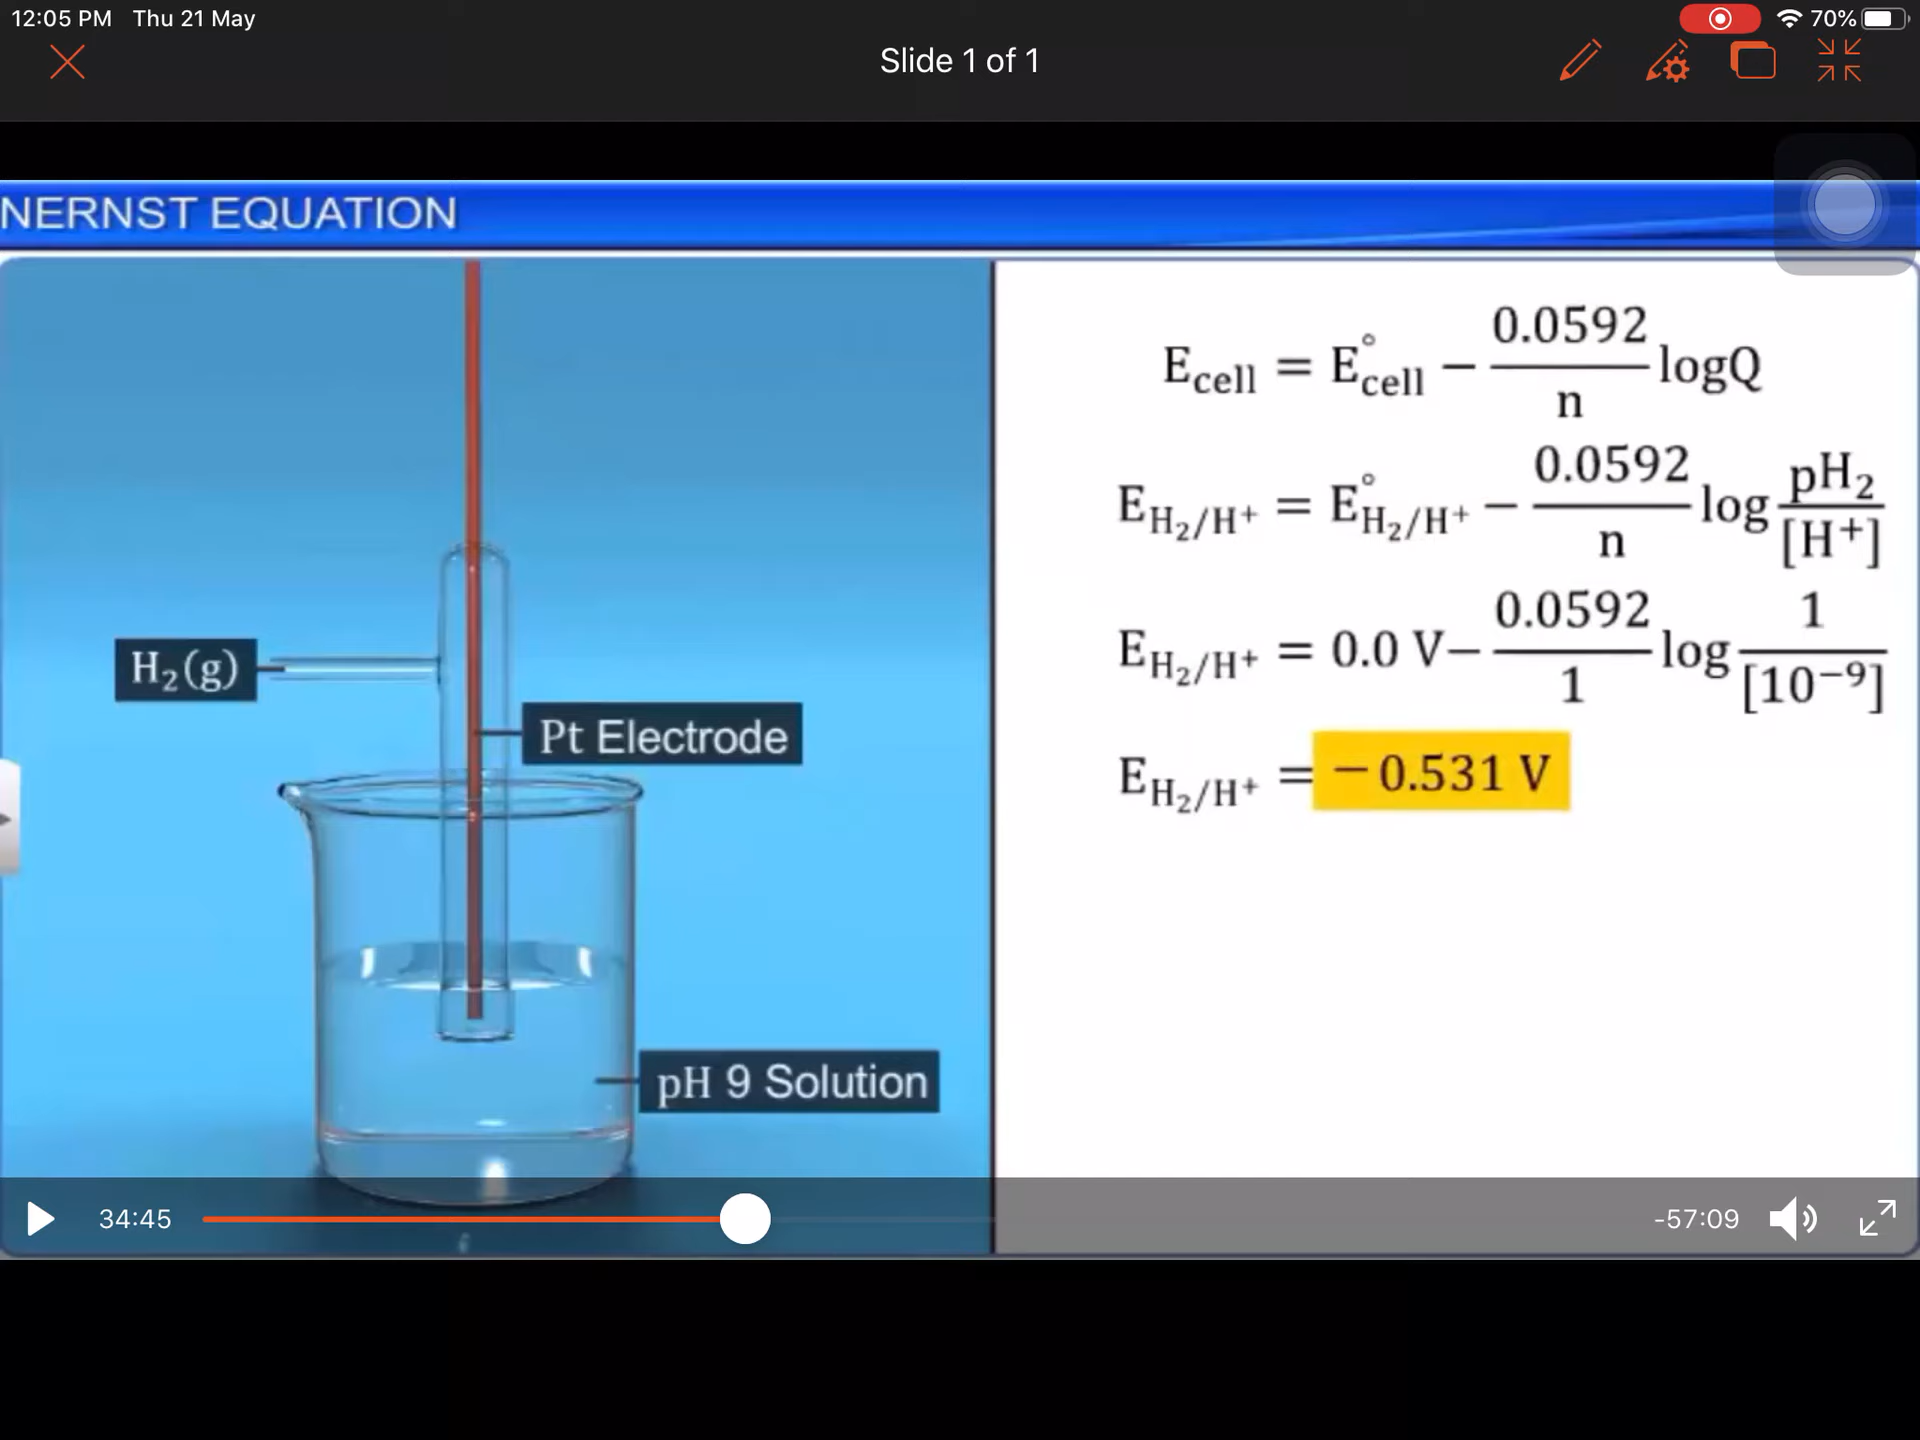 12:05 PM Thu 21 May
70%
Slide 1 of 1
NERNST EQUATION
E_cell = E°_cell − 0.0592/n logQ
E_H₂/H⁺ = E°_H₂/H⁺ − 0.0592/n log pH₂/[H⁺]
E_H₂/H⁺ = 0.0 V− 0.0592/1 log 1/[10⁻⁹]
E_H₂/H⁺ = − 0.531 V
H₂(g)
Pt Electrode
pH 9 Solution
34:45
-57:09